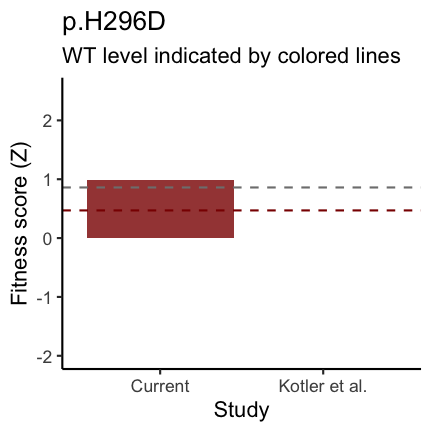 p.H296D
WT level indicated by colored lines
Fitness score (Z)
2
1
0
-1
-2
Current
Kotler et al.
Study